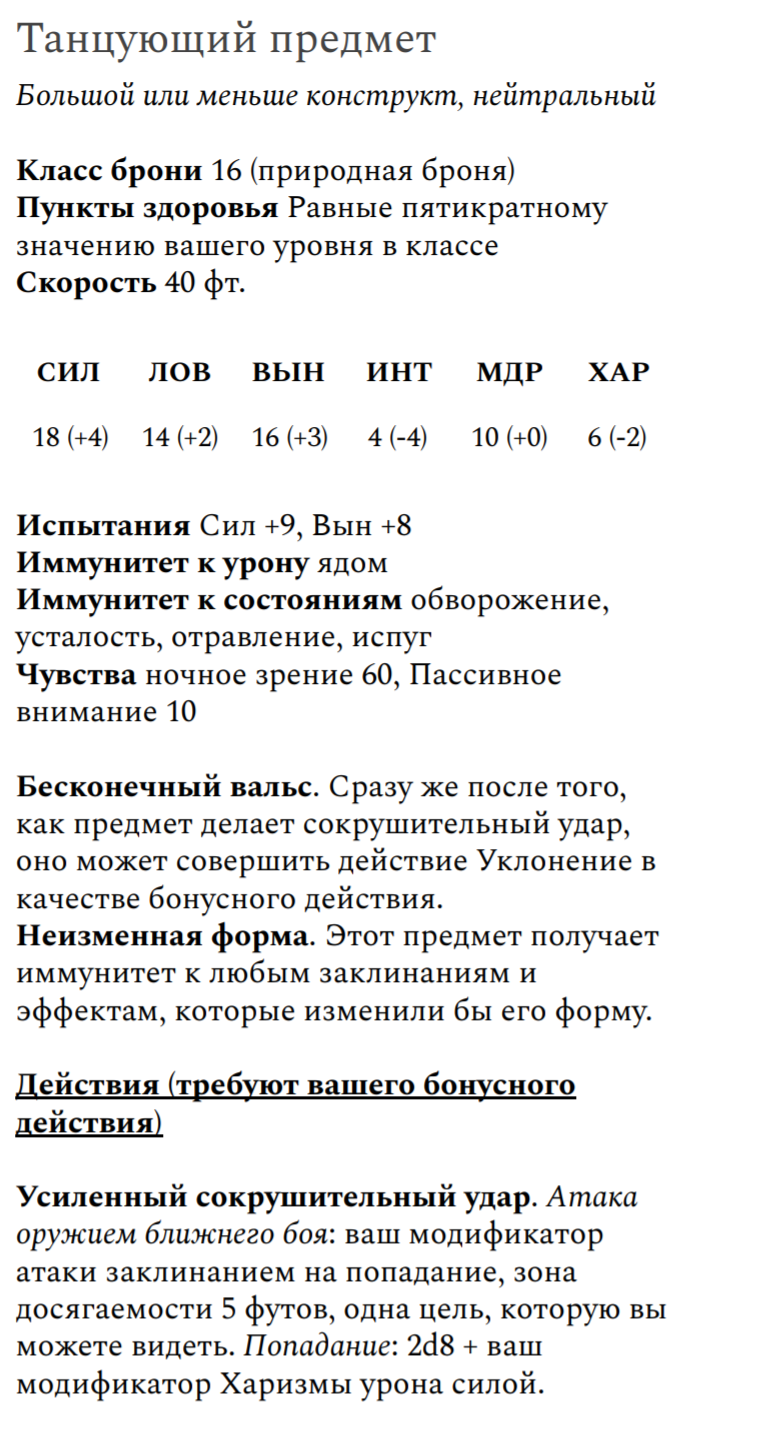 Танцующий предмет
Большой или меньше конструкт, нейтральный
Класс брони 16 (природная броня)
Пункты здоровья Равные пятикратному
значению вашего уровня в классе
Скорость 40 фт.
СИЛ ЛОВ ВЫН ИНТ МДР ХАР
18 (+4) 14 (+2) 16 (+3) 4 (-4) 10 (+0) 6 (-2)
Испытания Сил +9, Вын +8
Иммунитет к урону ядом
Иммунитет к состояниям обворожение,
усталость, отравление, испуг
Чувства ночное зрение 60, Пассивное
внимание 10
Бесконечный вальс. Сразу же после того,
как предмет делает сокрушительный удар,
оно может совершить действие Уклонение в
качестве бонусного действия.
Неизменная форма. Этот предмет получает
иммунитет к любым заклинаниям и
эффектам, которые изменили бы его форму.
Действия (требуют вашего бонусного
действия)
Усиленный сокрушительный удар. Атака
оружием ближнего боя: ваш модификатор
атаки заклинанием на попадание, зона
досягаемости 5 футов, одна цель, которую вы
можете видеть. Попадание: 2d8 + ваш
модификатор Харизмы урона силой.